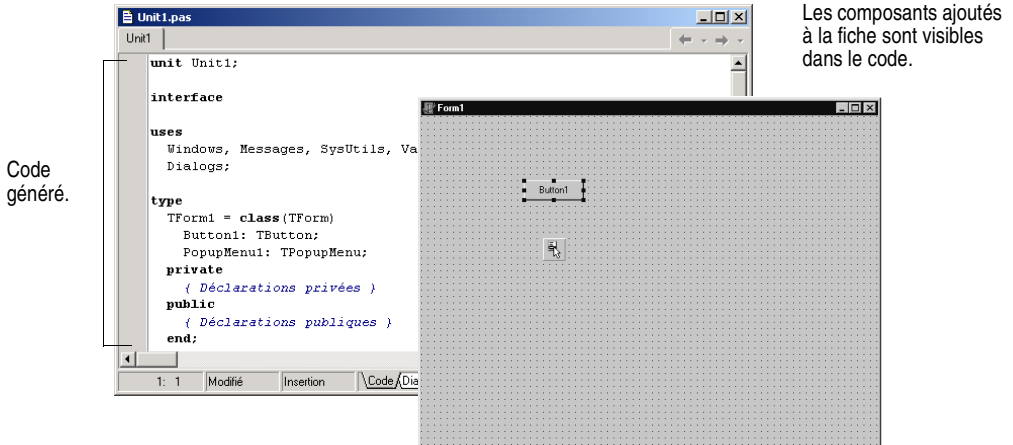 Unit1.pas
Unit1
unit Unit1;
interface
uses
Windows, Messages, SysUtils, Va
Dialogs;
type
TForm1 = class(TForm)
Button1: TButton;
PopupMenu1: TPopupMenu;
private
{ Déclarations privées }
public
{ Déclarations publiques }
end;
1: 1 Modifié Insertion Code Dia
Code
généré.
Form1
Button1
Les composants ajoutés
à la fiche sont visibles
dans le code.